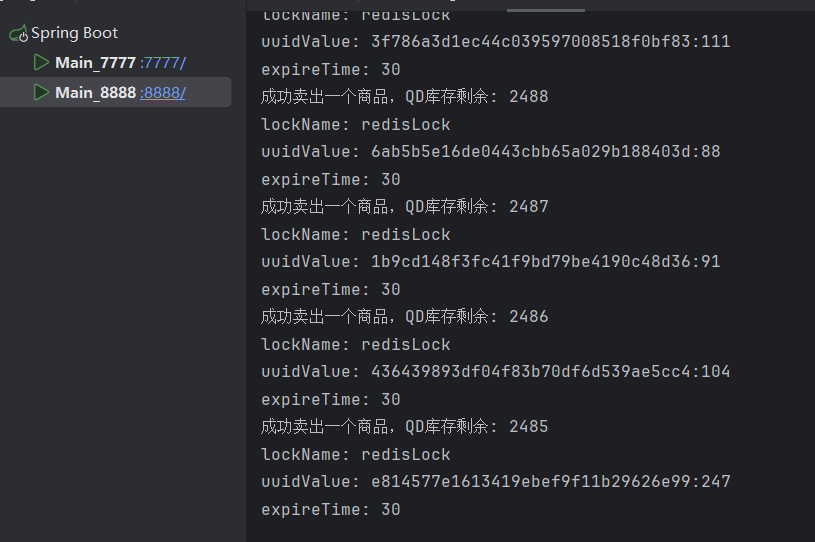 Spring Boot
Main_7777 :7777/
Main_8888 :8888/
lockName: redisLock
uuidValue: 3f786a3d1ec44c039597008518f0bf83:111
expireTime: 30
成功卖出一个商品，QD库存剩余: 2488
lockName: redisLock
uuidValue: 6ab5b5e16de0443cbb65a029b188403d:88
expireTime: 30
成功卖出一个商品，QD库存剩余: 2487
lockName: redisLock
uuidValue: 1b9cd148f3fc41f9bd79be4190c48d36:91
expireTime: 30
成功卖出一个商品，QD库存剩余: 2486
lockName: redisLock
uuidValue: 436439893df04f83b70df6d539ae5cc4:104
expireTime: 30
成功卖出一个商品，QD库存剩余: 2485
lockName: redisLock
uuidValue: e814577e1613419ebef9f11b29626e99:247
expireTime: 30